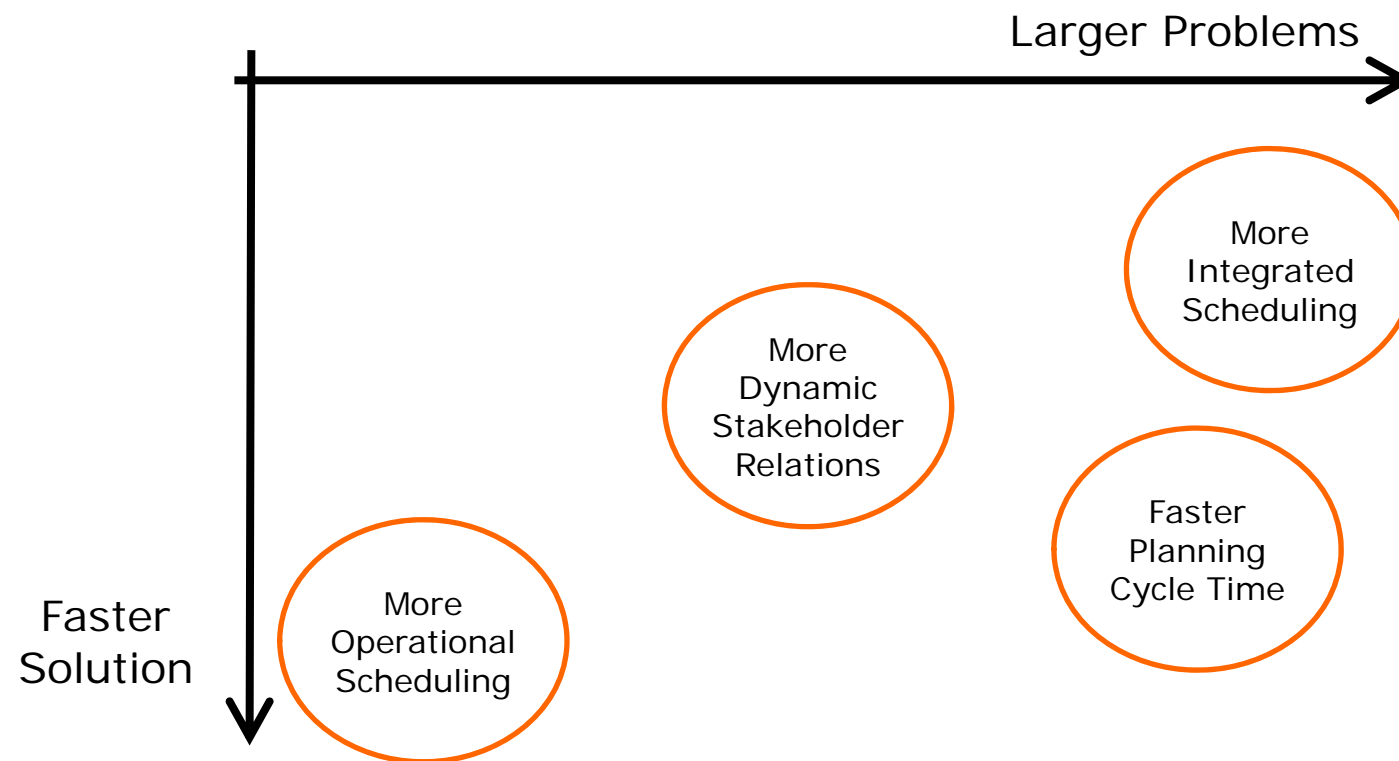 Larger Problems
More
Integrated
Scheduling
More
Dynamic
Stakeholder
Relations
Faster
Planning
Cycle Time
More
Operational
Scheduling
Faster
Solution